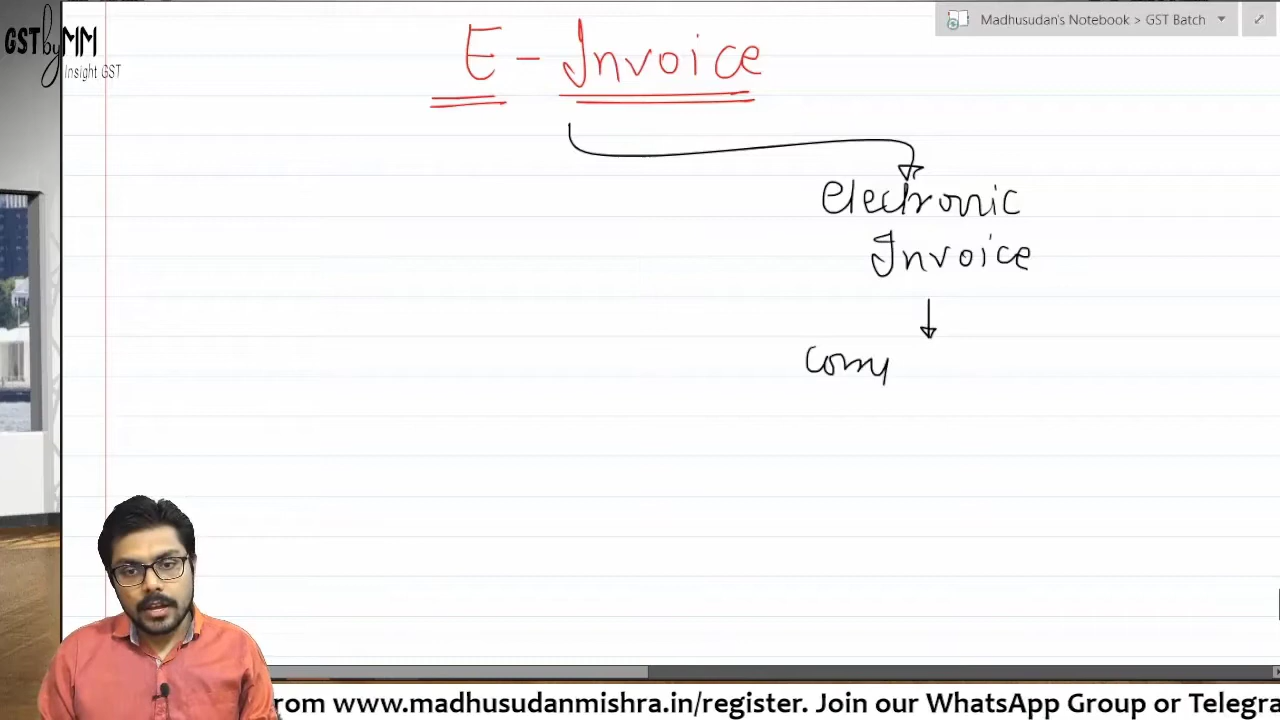 GST by MM
Insight GST
Madhusudan's Notebook > GST Batch
E - Invoice
Electronic
Invoice
Comp
rom www.madhusudanmishra.in/register. Join our WhatsApp Group or Telegra